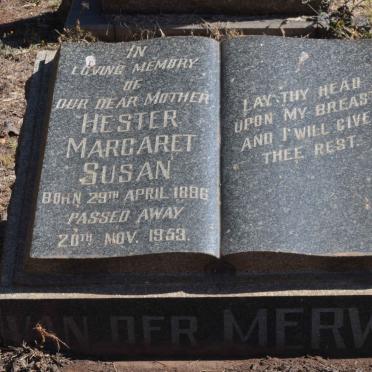 IN
LOVING MEMORY
OF
OUR DEAR MOTHER
HESTER
MARGARET
SUSAN
BORN 29TH APRIL 1886
PASSED AWAY
20TH NOV. 1959.
LAY THY HEAD
UPON MY BREAST
AND I WILL GIVE
THEE REST.
VAN DER MERW